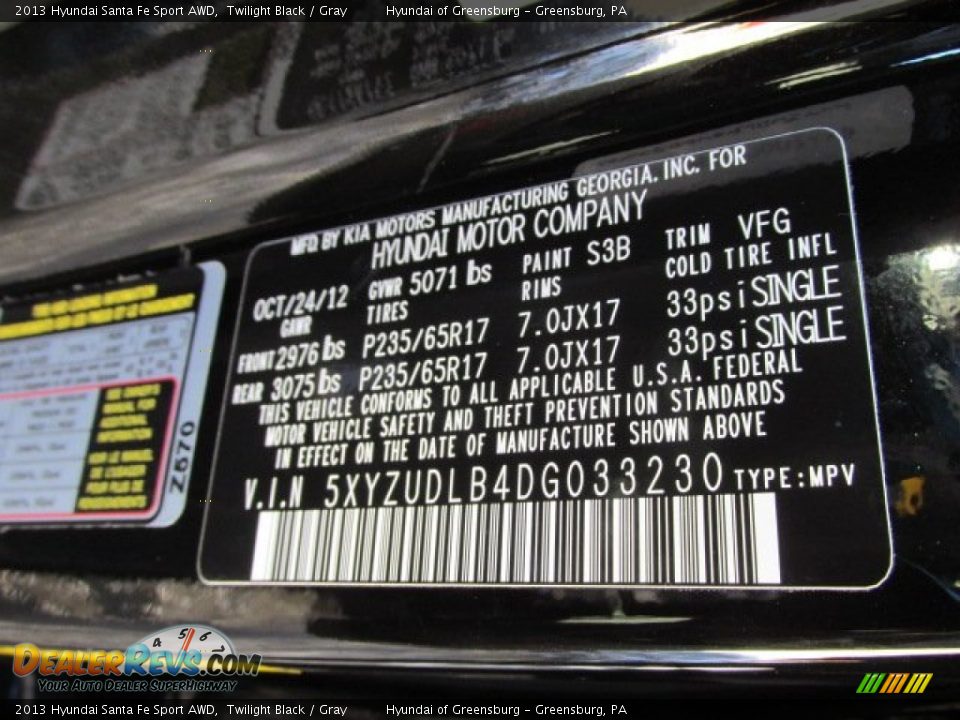 2013 Hyundai Santa Fe Sport AWD, Twilight Black / Gray Hyundai of Greensburg - Greensburg, PA
MFD. BY KIA MOTORS MANUFACTURING GEORGIA. INC. FOR
HYUNDAI MOTOR COMPANY
OCT/24/12 GVWR 5071 lbs PAINT S3B TRIM VFG
GAWR TIRES RIMS COLD TIRE INFL
FRONT 2976 lbs P235/65R17 7.0JX17 33psi SINGLE
REAR 3075 lbs P235/65R17 7.0JX17 33psi SINGLE
THIS VEHICLE CONFORMS TO ALL APPLICABLE U.S.A. FEDERAL
MOTOR VEHICLE SAFETY AND THEFT PREVENTION STANDARDS
IN EFFECT ON THE DATE OF MANUFACTURE SHOWN ABOVE
V.I.N 5XYZUDLB4DG033230 TYPE:MPV
Z670
4 5 6
DEALERREVS.COM
YOUR AUTO DEALER SUPERHIGHWAY
2013 Hyundai Santa Fe Sport AWD, Twilight Black / Gray Hyundai of Greensburg - Greensburg, PA